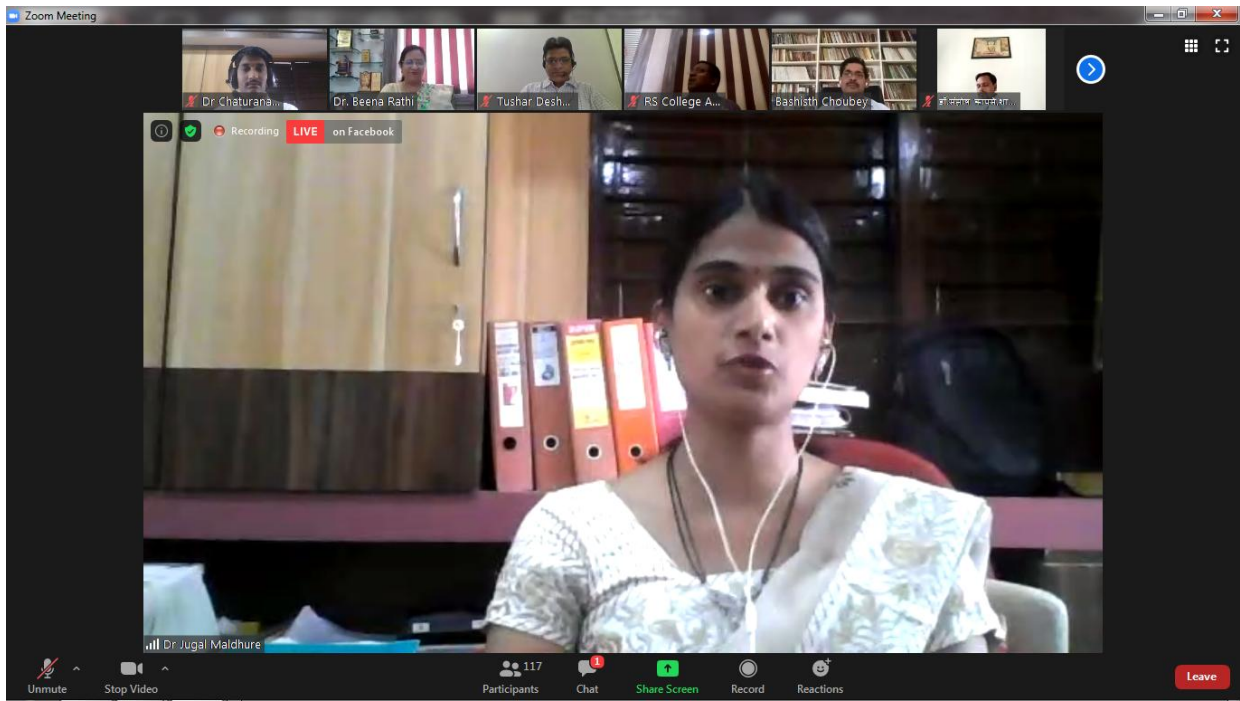 Zoom Meeting
Dr Chaturana...
Dr. Beena Rathi
Tushar Desh...
RS College A...
Bashisth Choubey
डॉ.संतोष कापसे,शा...
Recording
LIVE on Facebook
Dr Jugal Maldhure
Unmute
Stop Video
117
Participants
1
Chat
Share Screen
Record
Reactions
Leave